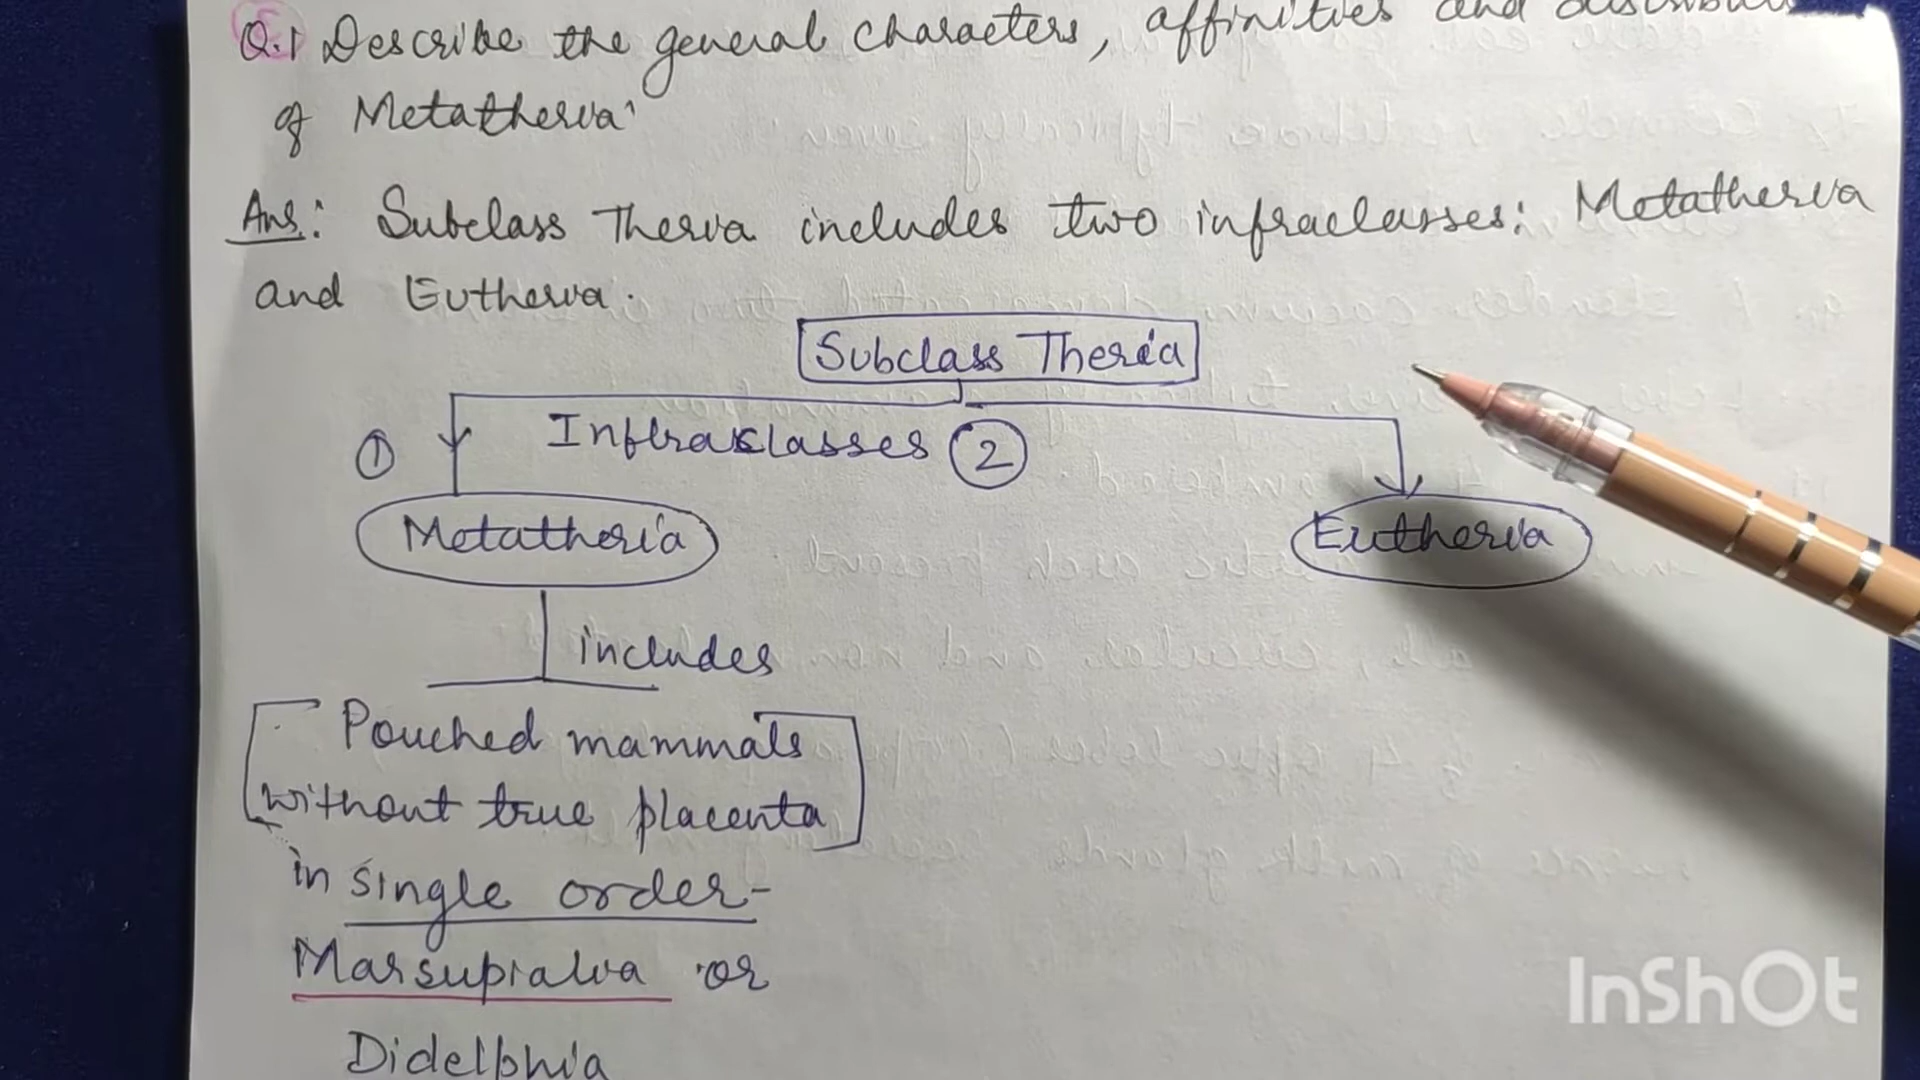 Q.1 Describe the general characters, affinities and
of Metatheria'
Ans: Subclass Theria includes two infraclasses: Metatheria
and Eutheria.
Subclass Theria
① Infraclasses ②
Metatheria
Eutheria
includes
Pouched mammals
without true placenta
in single order-
Marsupialia or
Didelphia
InShOt